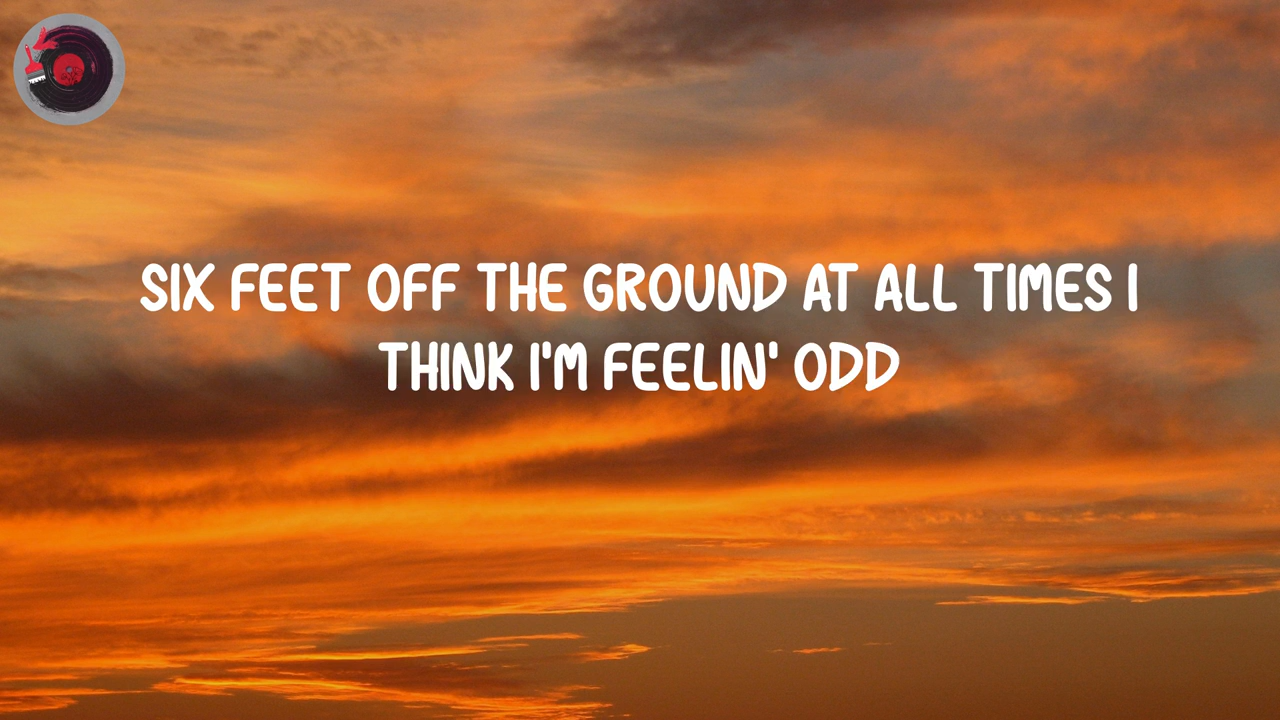 SIX FEET OFF THE GROUND AT ALL TIMES I
THINK I'M FEELIN' ODD